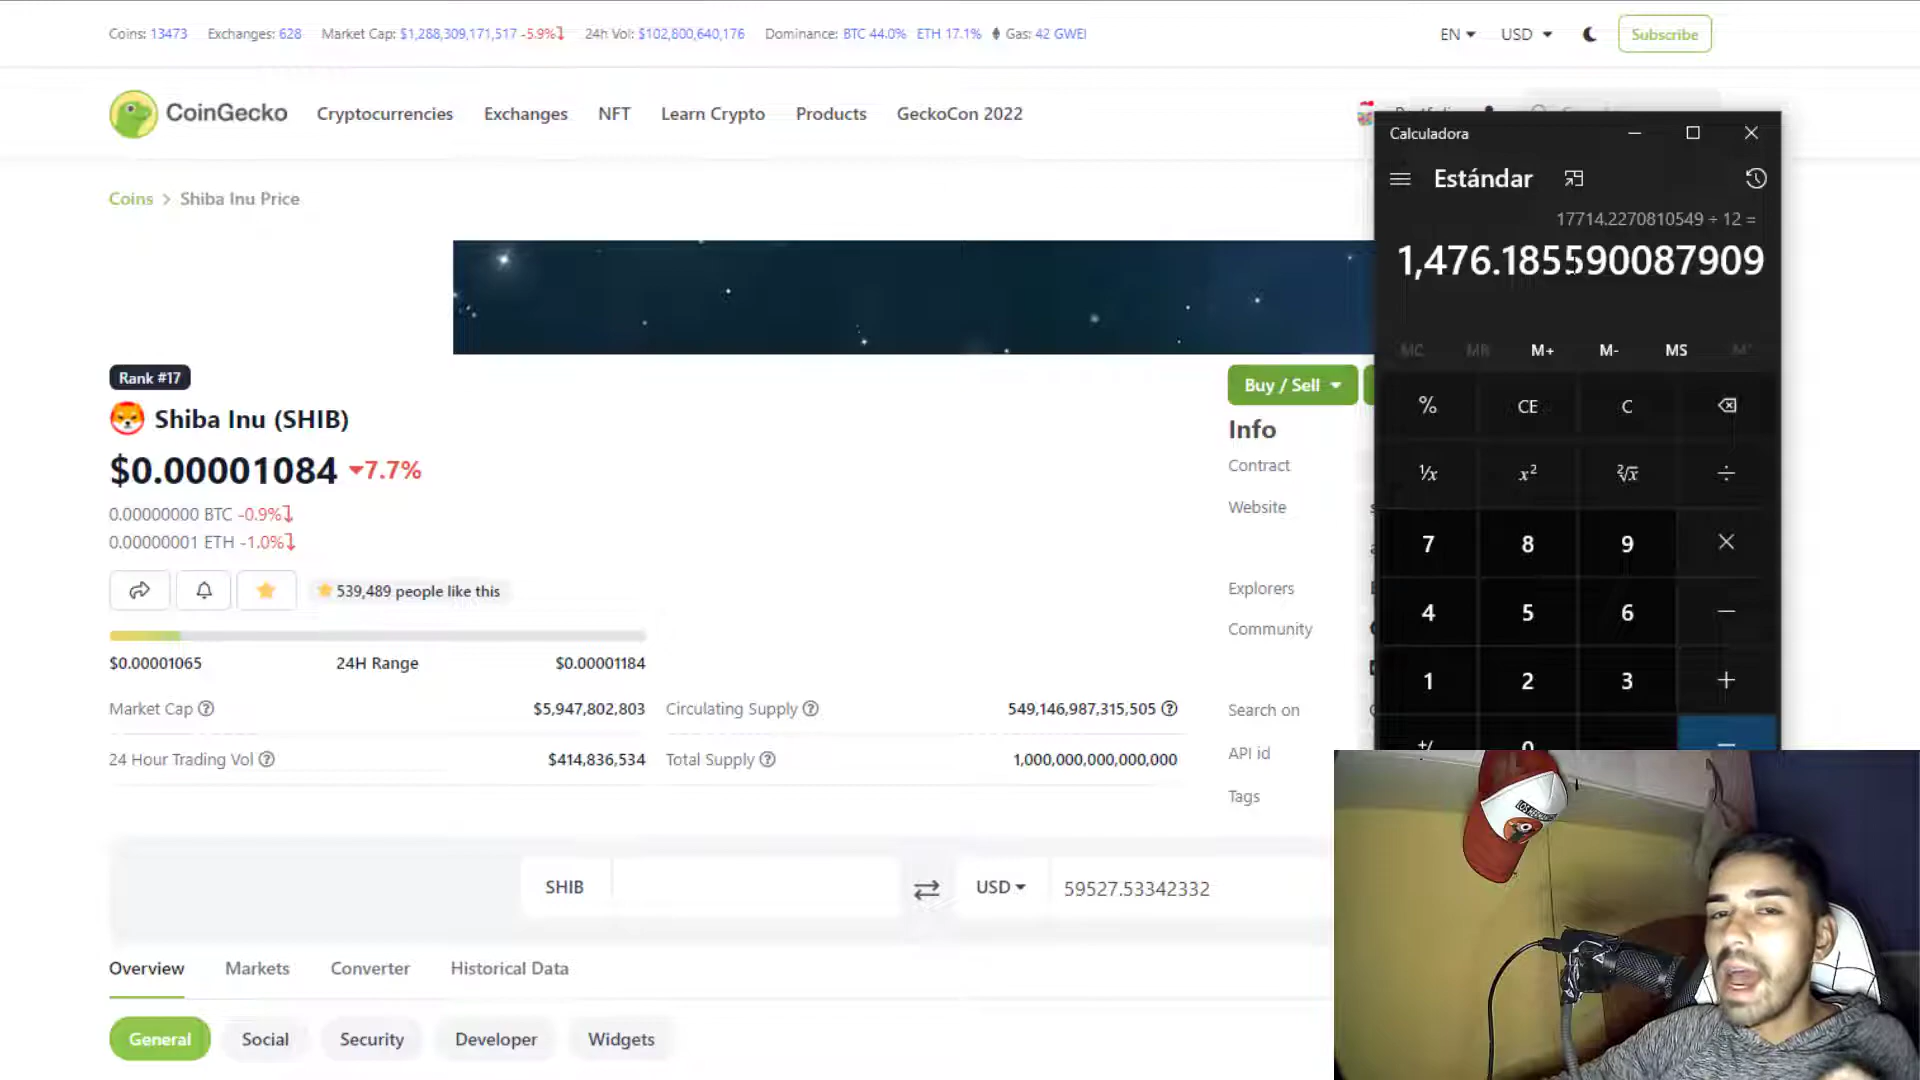 Coins: 13473 Exchanges: 628 Market Cap: $1,288,309,171,517 -5.9% 24h Vol: $102,800,640,176 Dominance: BTC 44.0% ETH 17.1% Gas: 42 GWEI
EN USD Subscribe
CoinGecko Cryptocurrencies Exchanges NFT Learn Crypto Products GeckoCon 2022
Coins > Shiba Inu Price
Rank #17
Shiba Inu (SHIB)
$0.00001084 7.7%
0.00000000 BTC -0.9%
0.00000001 ETH -1.0%
539,489 people like this
$0.00001065 24H Range $0.00001184
Market Cap $5,947,802,803
Circulating Supply 549,146,987,315,505
24 Hour Trading Vol $414,836,534
Total Supply 1,000,000,000,000,000
Buy / Sell
Info
Contract
Website
Explorers
Community
Search on
API id
Tags
SHIB USD 59527.53342332
Overview Markets Converter Historical Data
General Social Security Developer Widgets
Calculadora
Estándar
17714.2270810549 ÷ 12 =
1,476.185590087909
MC MR M+ M- MS
% CE C
1/x x² ²√x ÷
7 8 9 ×
4 5 6 −
1 2 3 +
+/ 0